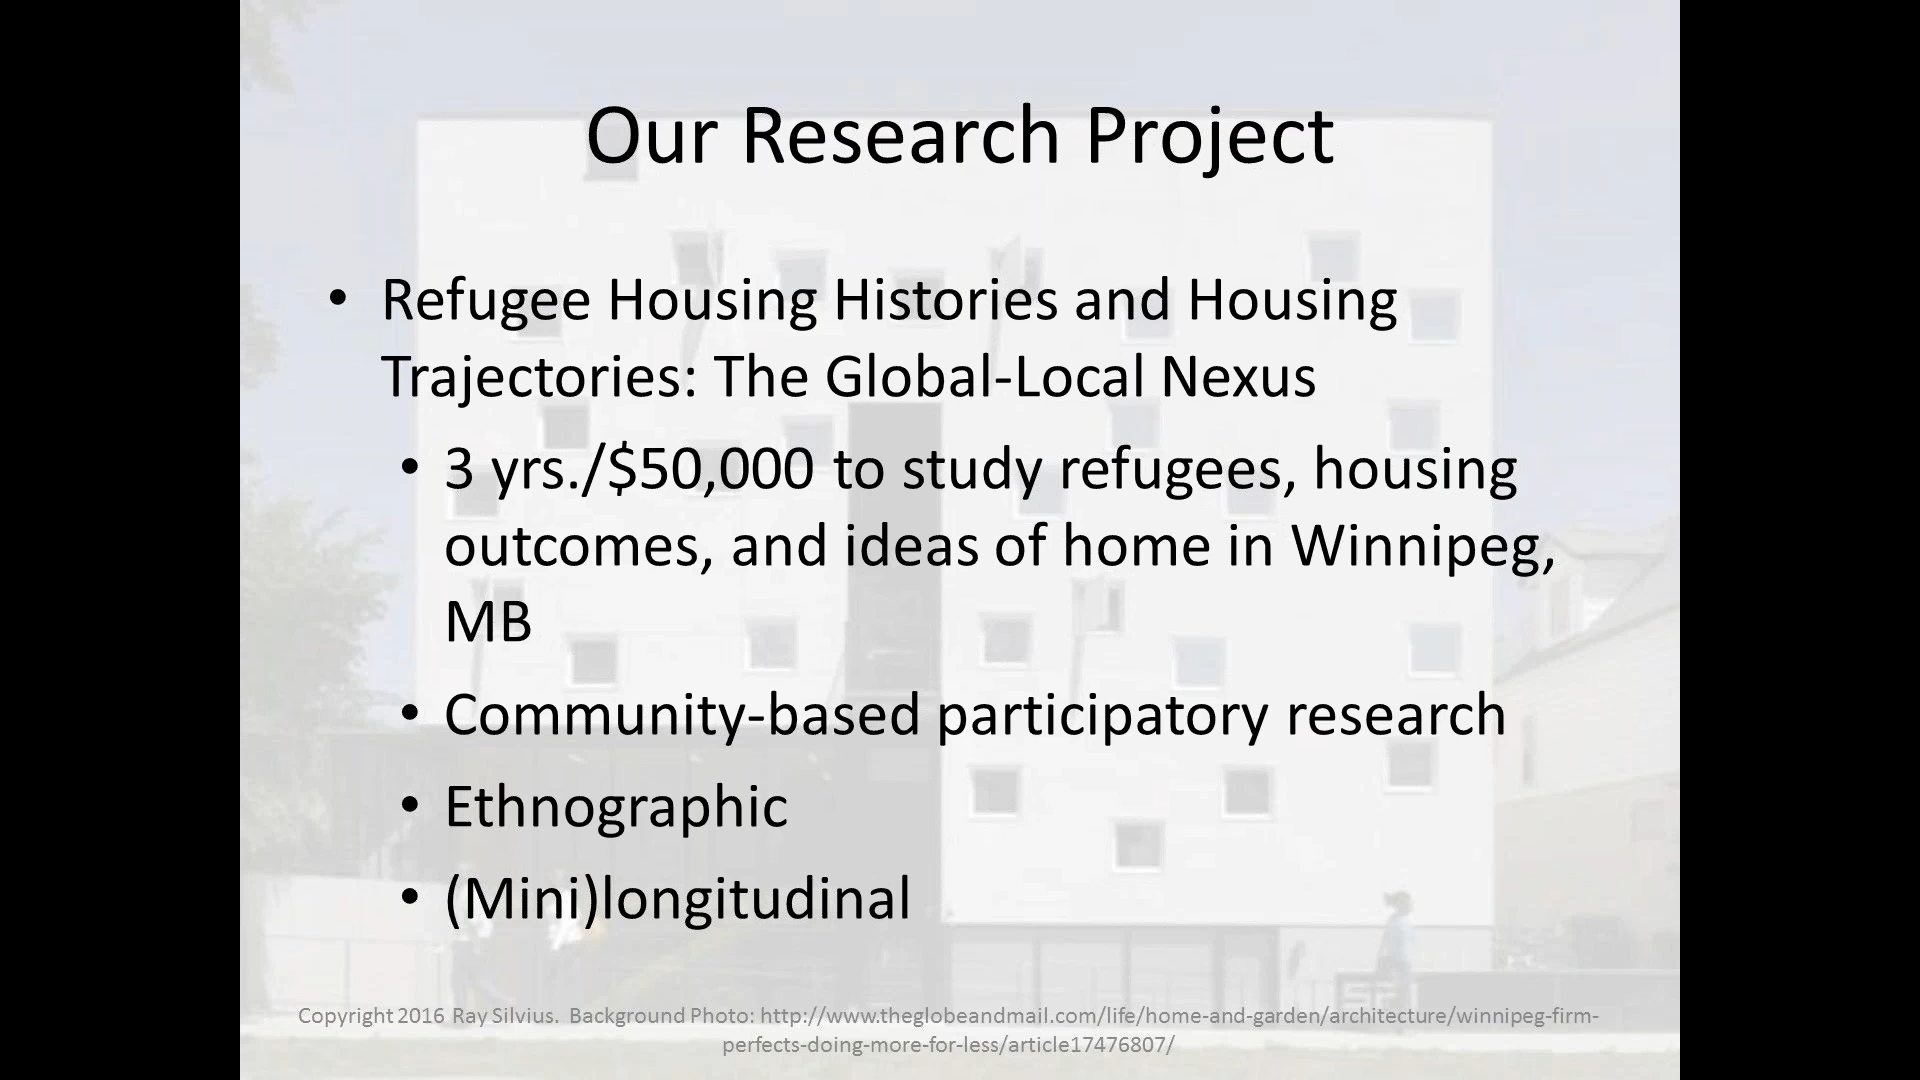 Our Research Project
• Refugee Housing Histories and Housing
Trajectories: The Global-Local Nexus
• 3 yrs./$50,000 to study refugees, housing
outcomes, and ideas of home in Winnipeg,
MB
• Community-based participatory research
• Ethnographic
• (Mini)longitudinal
Copyright 2016 Ray Silvius. Background Photo: http://www.theglobeandmail.com/life/home-and-garden/architecture/winnipeg-firm-
perfects-doing-more-for-less/article17476807/